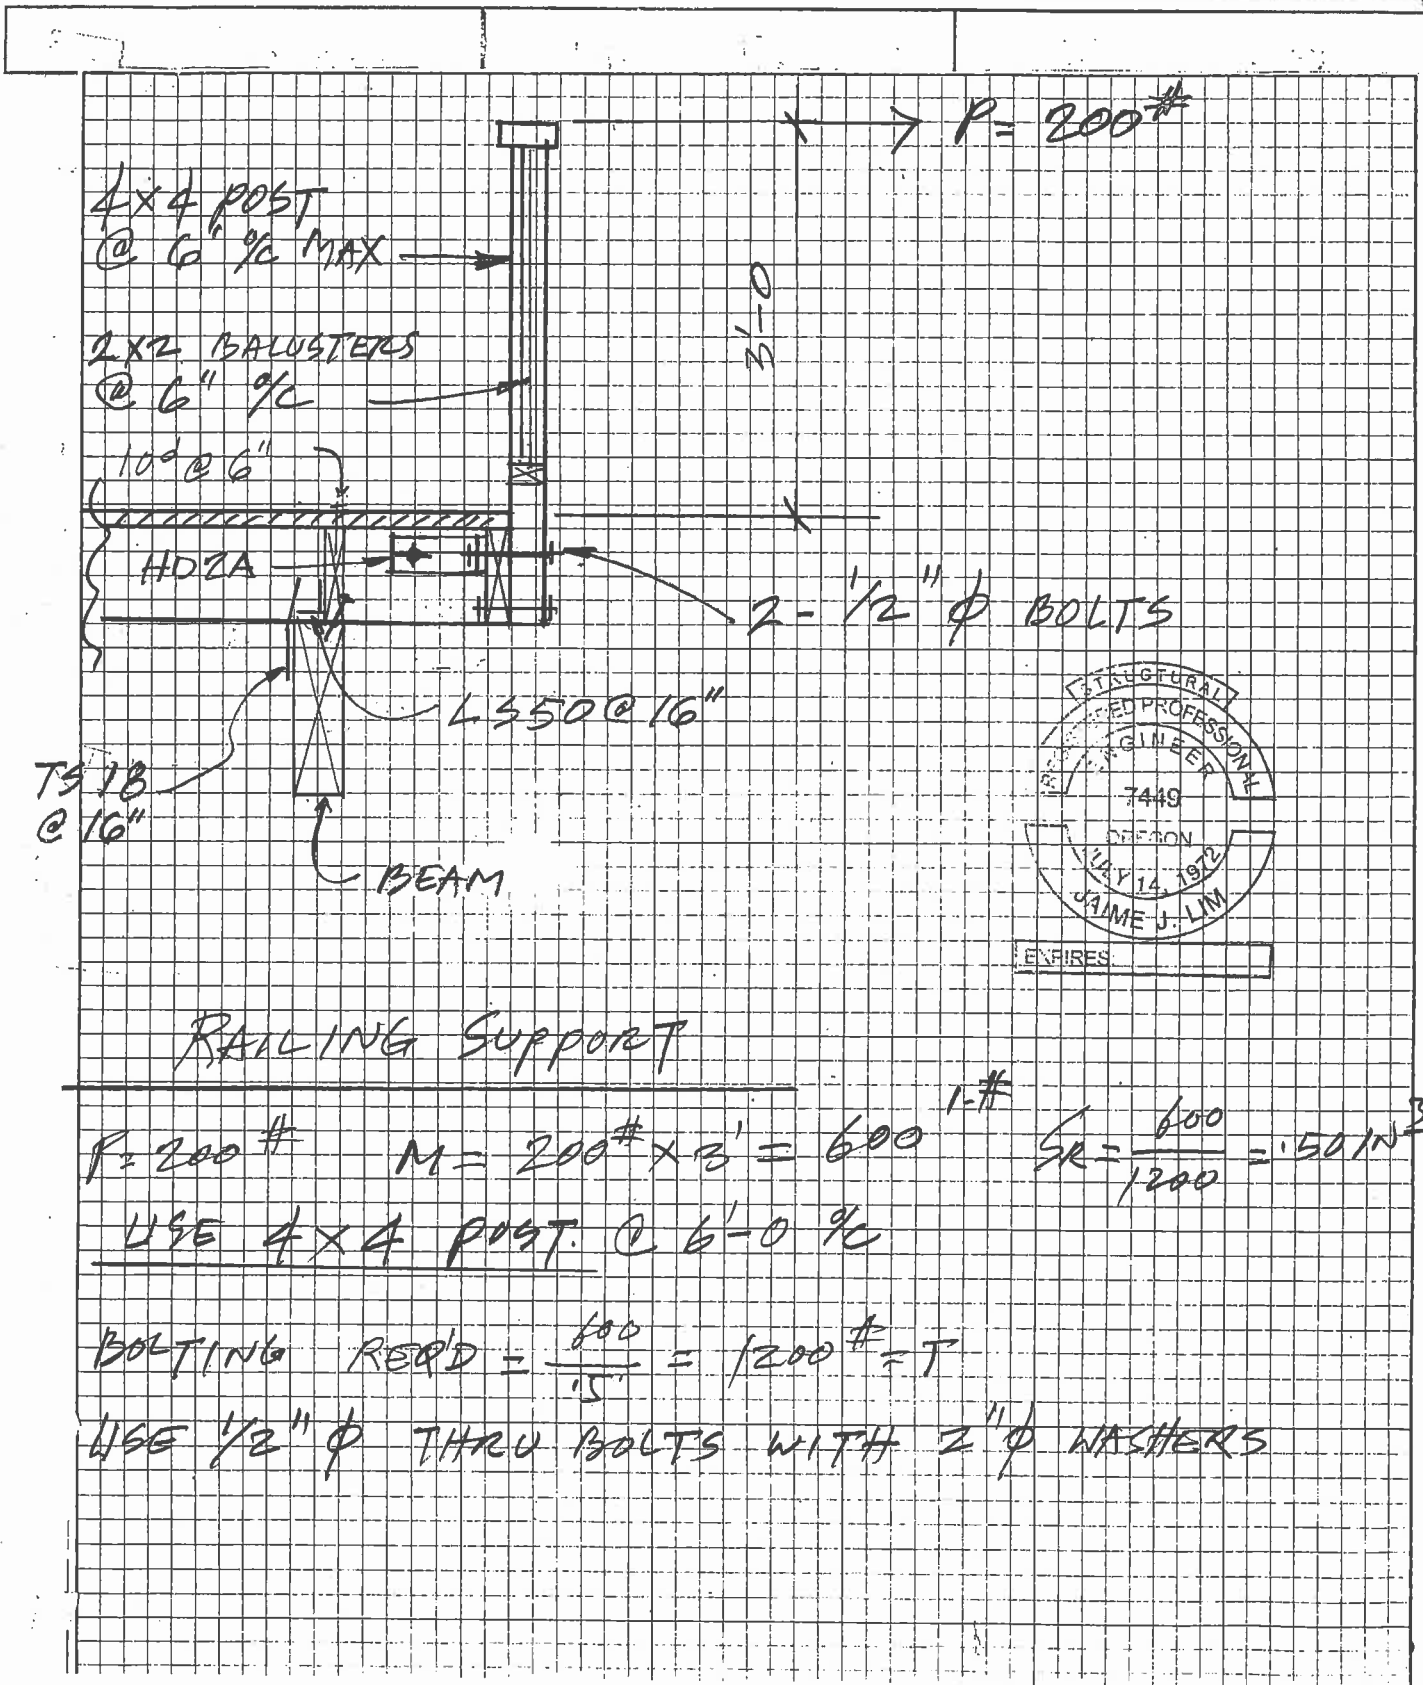 P= 200#
4x4 POST
@ 6' o/c MAX
3'-0
2x2 BALUSTERS
@ 6" o/c
10d @ 6"
HD2A
2 - 1/2" φ BOLTS
LS50 @ 16"
TS 18
@ 16"
BEAM
STRUCTURAL
REGISTERED PROFESSIONAL
ENGINEER
7449
OREGON
JULY 14, 1972
JAIME J. LIM
EXPIRES:
RAILING SUPPORT
P= 200# M= 200# x 3' = 600 1-# SR= 600/1200 = .50 IN3
USE 4x4 POST. @ 6'-0 o/c
BOLTING REQ'D = 600/.5' = 1200# = T
USE 1/2" φ THRU BOLTS WITH 2" φ WASHERS